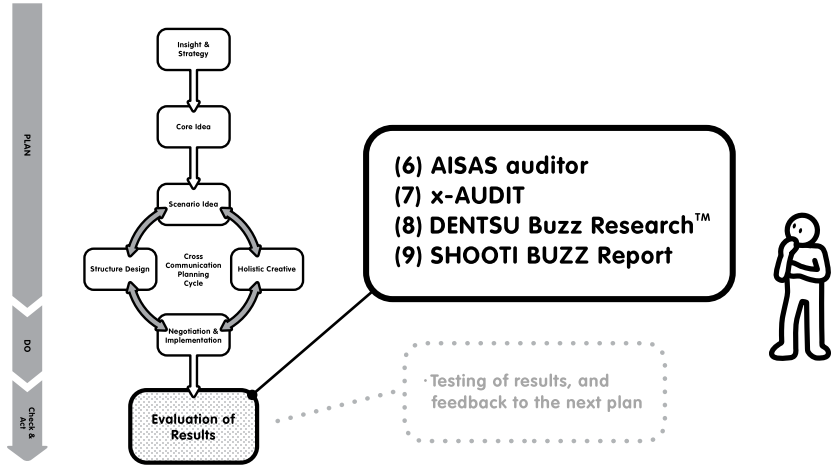 PLAN
DO
Check &
Act
Insight &
Strategy
Core Idea
Scenario Idea
Structure Design
Cross
Communication
Planning
Cycle
Holistic Creative
Negotiation &
Implementation
Evaluation of
Results
(6) AISAS auditor
(7) x-AUDIT
(8) DENTSU Buzz Research™
(9) SHOOTI BUZZ Report
·Testing of results, and
feedback to the next plan